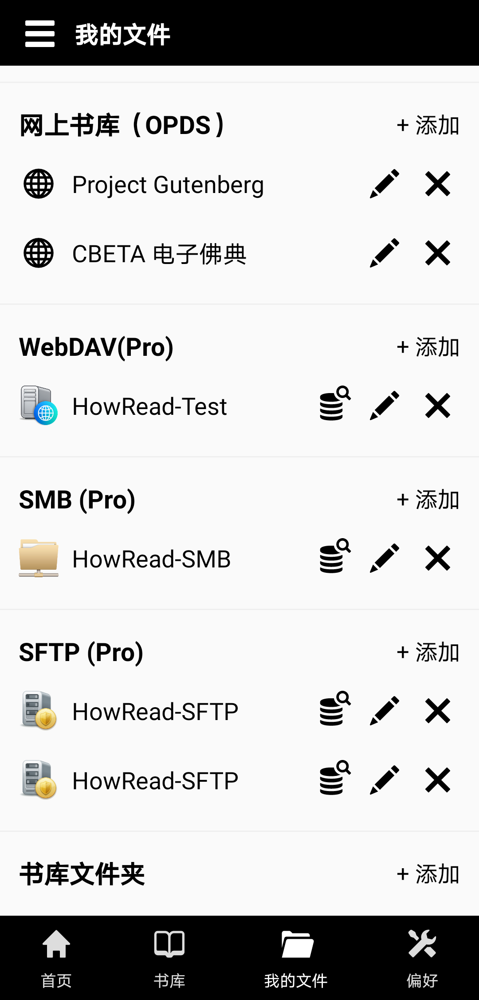 我的文件
网上书库（OPDS）
+ 添加
Project Gutenberg
CBETA 电子佛典
WebDAV(Pro)
+ 添加
HowRead-Test
SMB (Pro)
+ 添加
HowRead-SMB
SFTP (Pro)
+ 添加
HowRead-SFTP
HowRead-SFTP
书库文件夹
+ 添加
首页
书库
我的文件
偏好